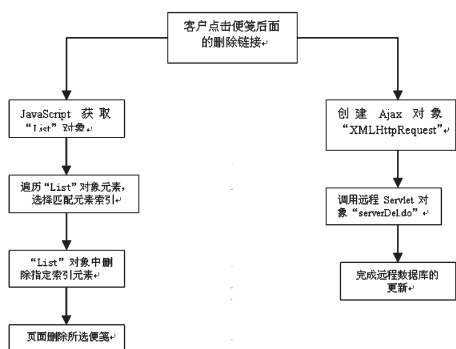 客户点击便笺后面
的删除链接
JavaScript 获取
“List”对象
遍历“List”对象元素,
选择匹配元素索引
“List”对象中删
除指定索引元素
页面删除所选便笺
创建 Ajax 对象
“XMLHttpRequest”
调用远程 Servlet 对
象“serverDel.do”
完成远程数据库的
更新